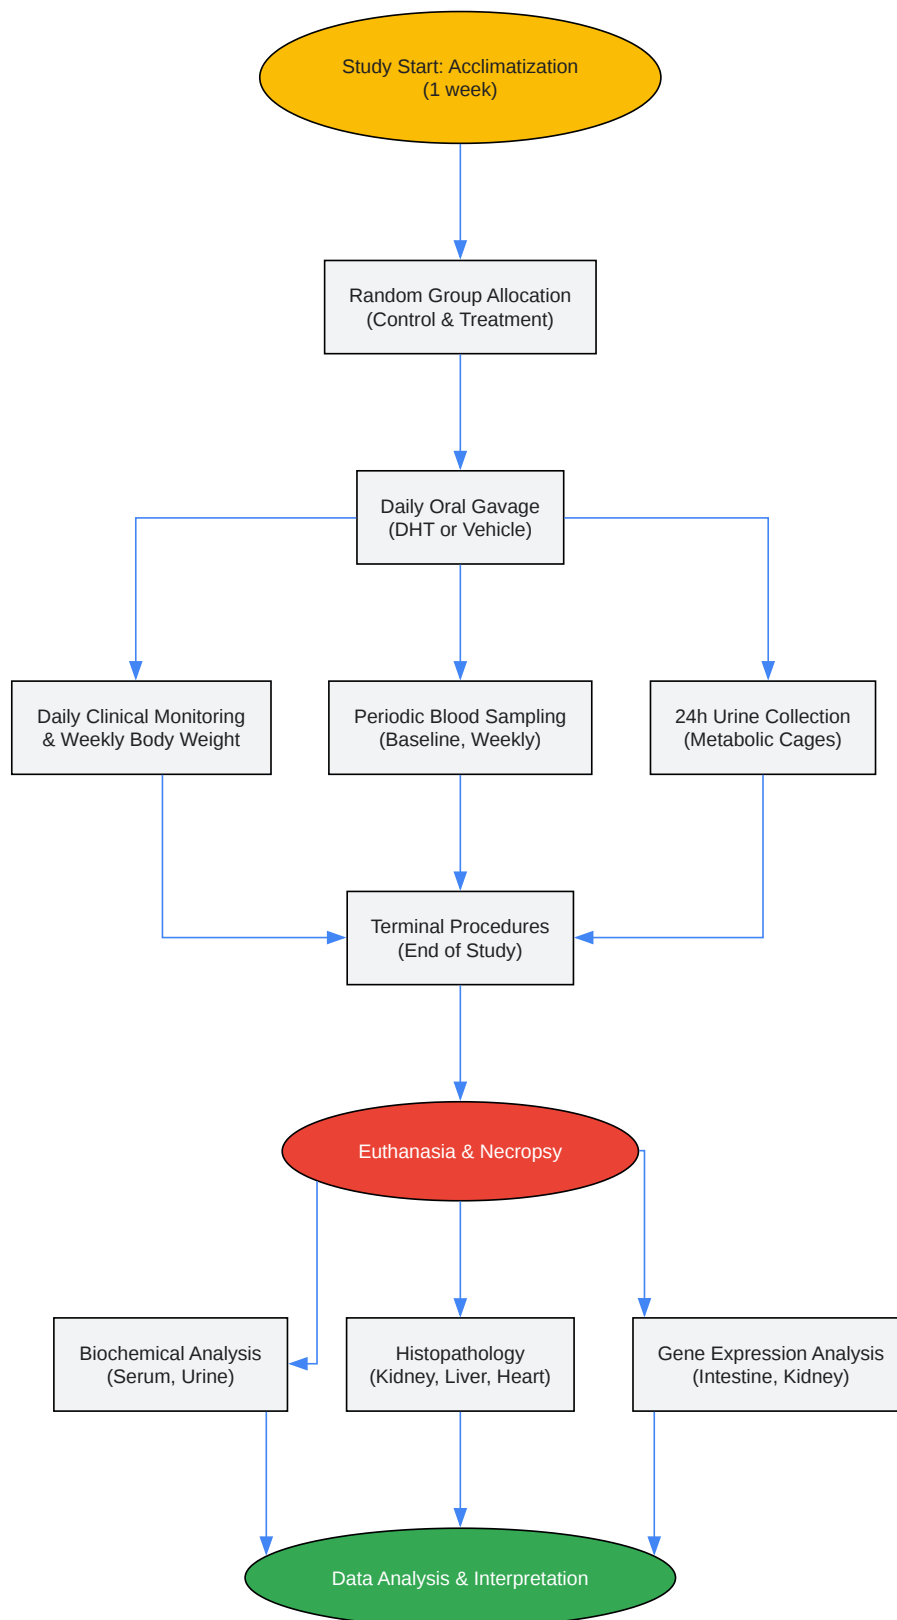 Study Start: Acclimatization
(1 week)
Random Group Allocation
(Control & Treatment)
Daily Oral Gavage
(DHT or Vehicle)
Daily Clinical Monitoring
& Weekly Body Weight
Periodic Blood Sampling
(Baseline, Weekly)
24h Urine Collection
(Metabolic Cages)
Terminal Procedures
(End of Study)
Euthanasia & Necropsy
Biochemical Analysis
(Serum, Urine)
Histopathology
(Kidney, Liver, Heart)
Gene Expression Analysis
(Intestine, Kidney)
Data Analysis & Interpretation